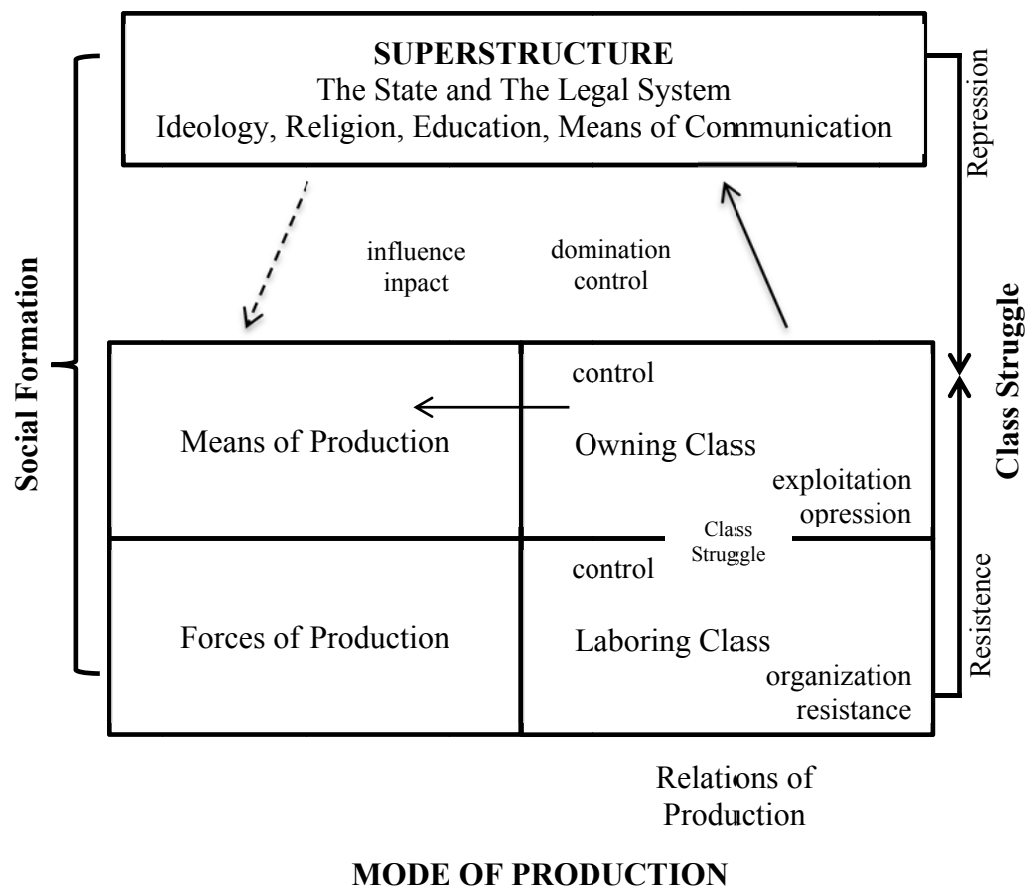 SUPERSTRUCTURE
The State and The Legal System
Ideology, Religion, Education, Means of Communication
Repression
influence
inpact
domination
control
Social Formation
Class Struggle
control
Means of Production
Owning Class
exploitation
opression
Class
Struggle
control
Forces of Production
Laboring Class
organization
resistance
Resistence
Relations of
Production
MODE OF PRODUCTION